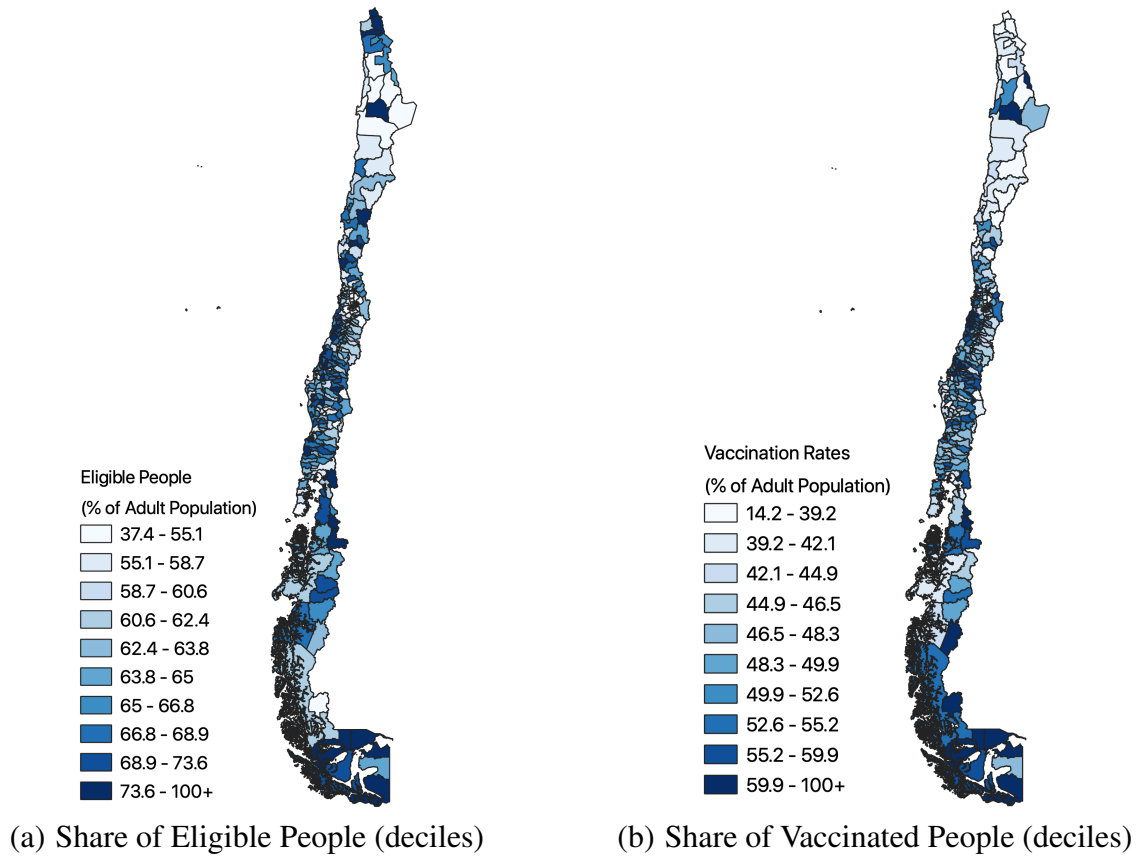 Eligible People
(% of Adult Population)
37.4 - 55.1
55.1 - 58.7
58.7 - 60.6
60.6 - 62.4
62.4 - 63.8
63.8 - 65
65 - 66.8
66.8 - 68.9
68.9 - 73.6
73.6 - 100+
(a) Share of Eligible People (deciles)
Vaccination Rates
(% of Adult Population)
14.2 - 39.2
39.2 - 42.1
42.1 - 44.9
44.9 - 46.5
46.5 - 48.3
48.3 - 49.9
49.9 - 52.6
52.6 - 55.2
55.2 - 59.9
59.9 - 100+
(b) Share of Vaccinated People (deciles)